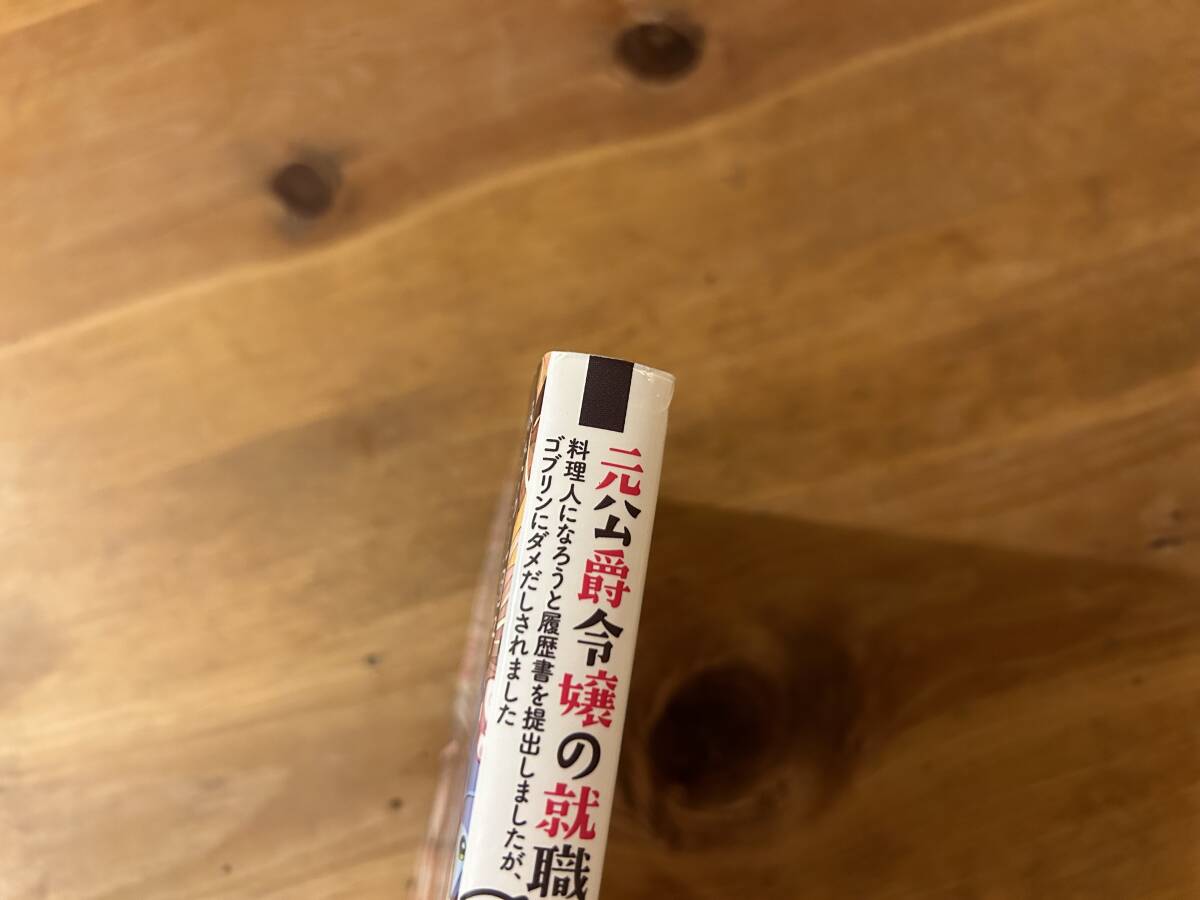 元公爵令嬢の就職
料理人になろうと履歴書を提出しましたが、
ゴブリンにダメだしされました